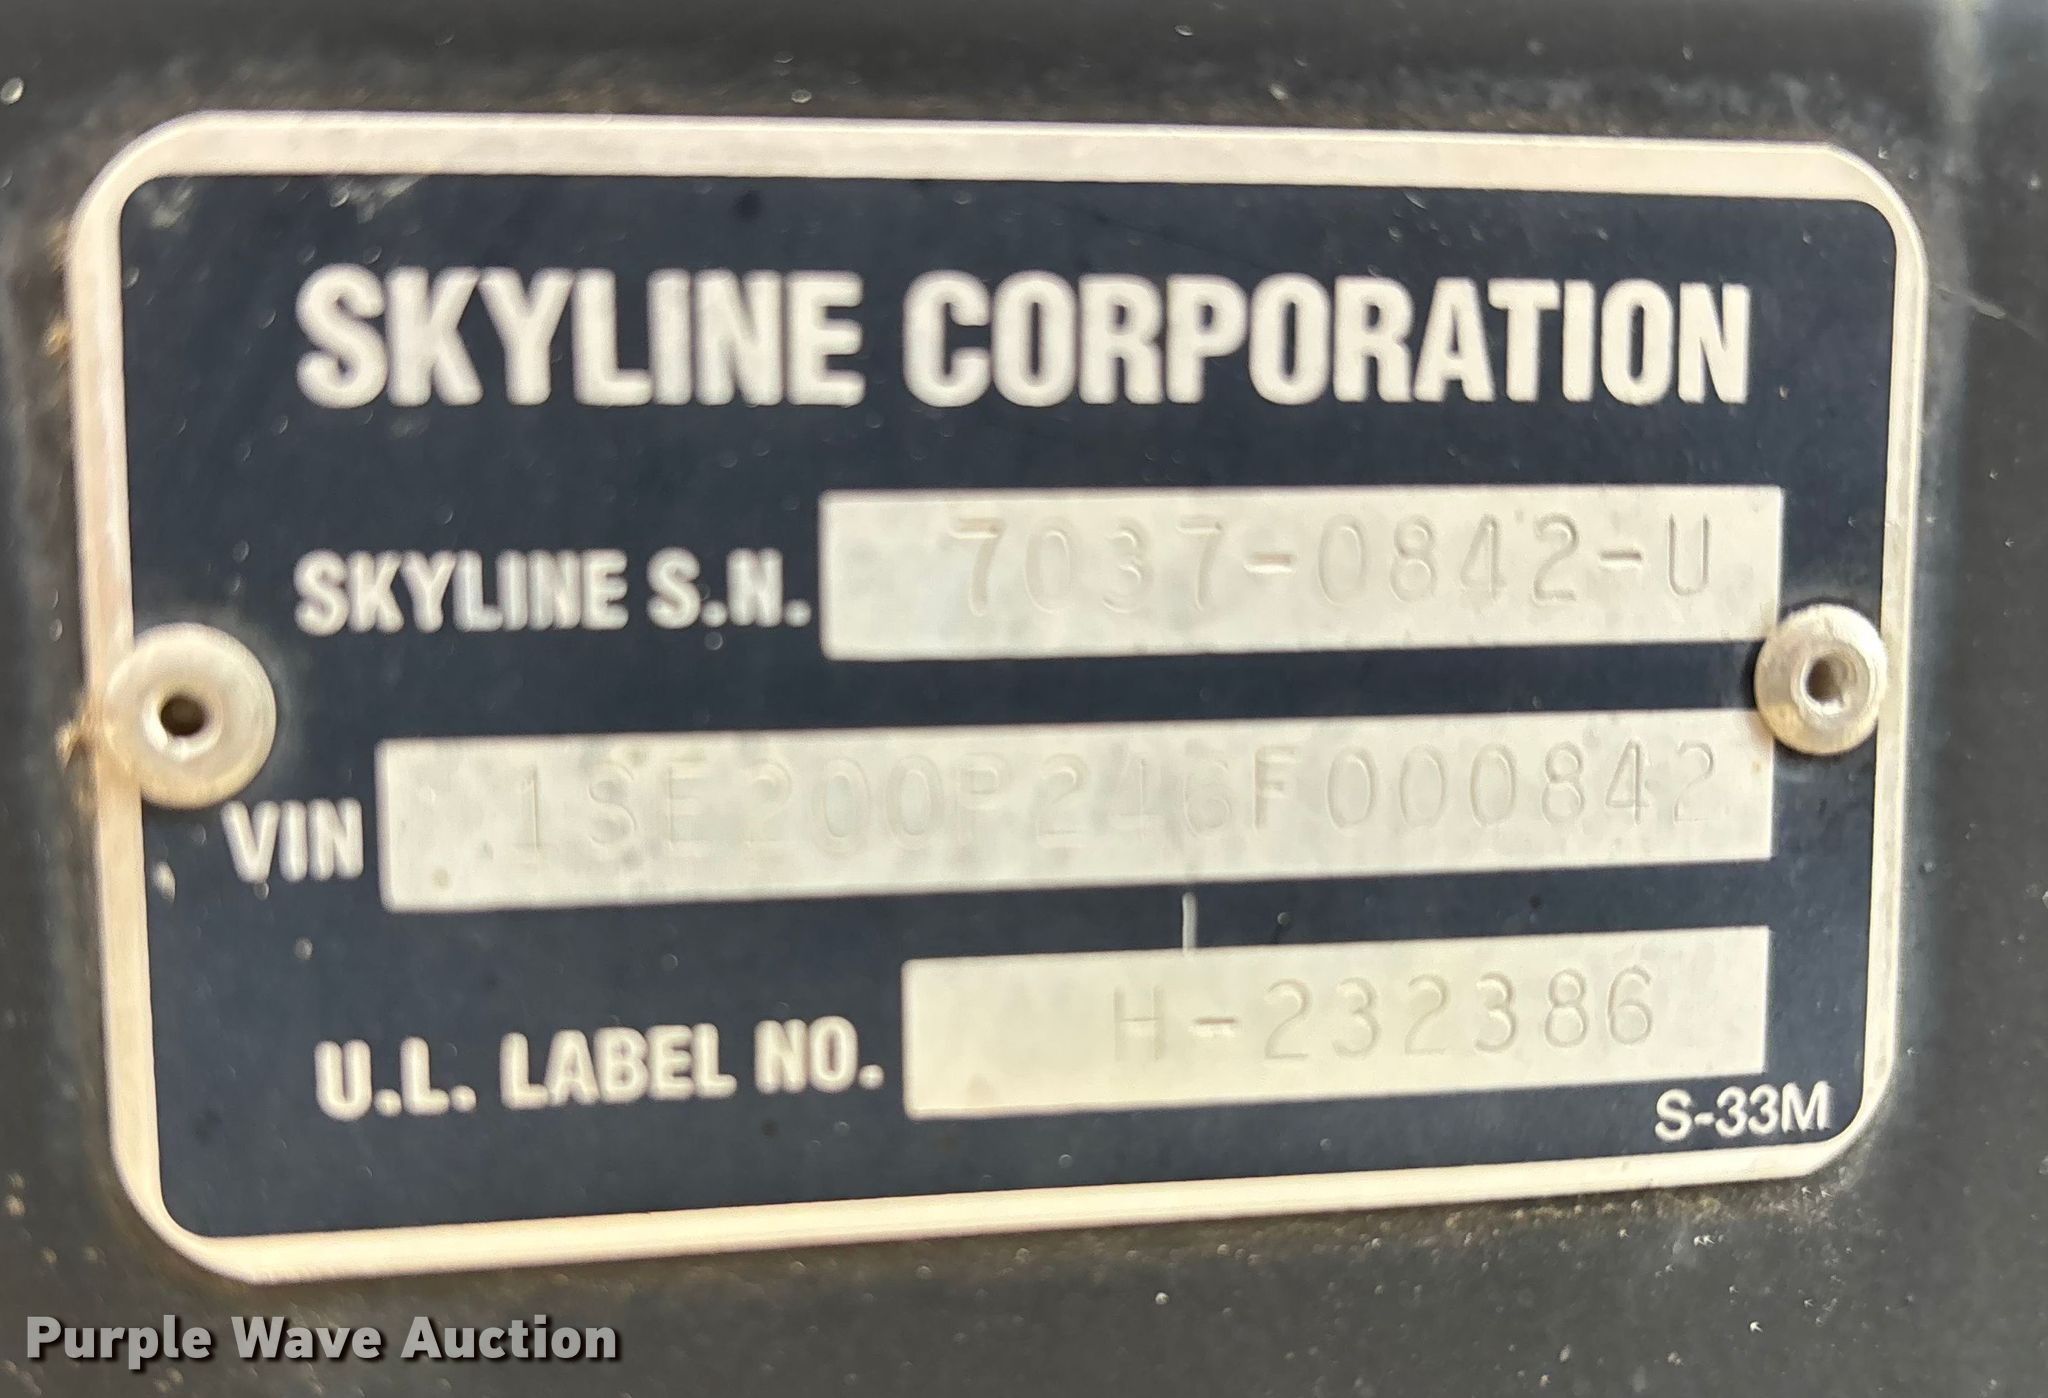 SKYLINE CORPORATION
SKYLINE S.N. 7037-0842-U
VIN 1SE200P246F000842
U.L. LABEL NO. H-232386
S-33M
Purple Wave Auction